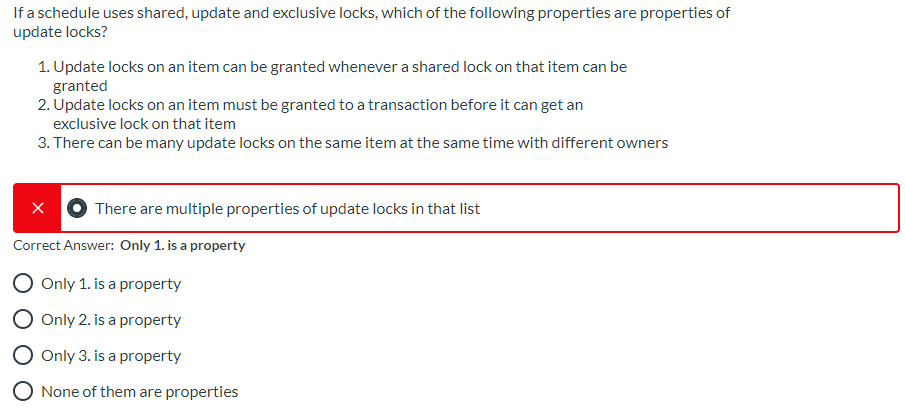 If a schedule uses shared, update and exclusive locks, which of the following properties are properties of
update locks?
1. Update locks on an item can be granted whenever a shared lock on that item can be
granted
2. Update locks on an item must be granted to a transaction before it can get an
exclusive lock on that item
3. There can be many update locks on the same item at the same time with different owners
There are multiple properties of update locks in that list
Correct Answer: Only 1. is a property
Only 1. is a property
Only 2. is a property
Only 3. is a property
None of them are properties